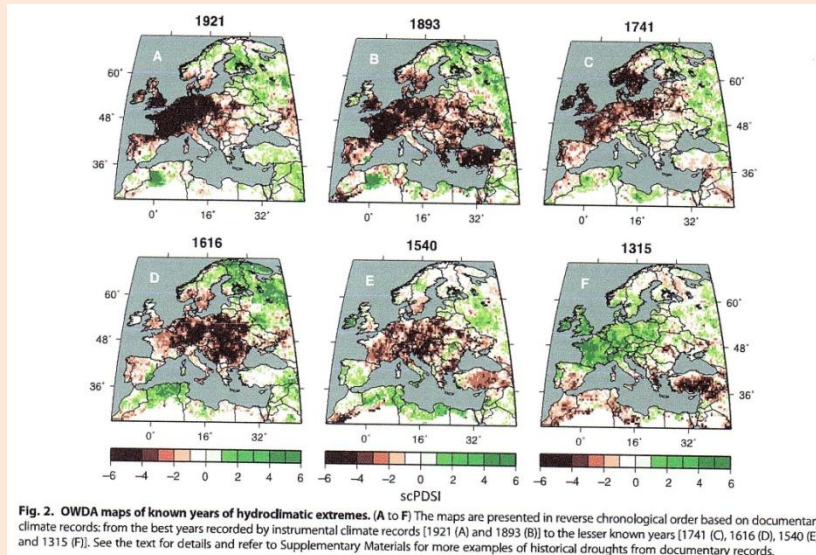 1921
1893
1741
A
B
C
60°
60°
60°
48°
48°
48°
36°
36°
36°
0° 16° 32°
0° 16° 32°
0° 16° 32°
1616
1540
1315
D
E
F
60°
60°
48°
48°
36°
36°
0° 16° 32°
0° 16° 32°
0° 16° 32°
−6 −4 −2 0 2 4 6
−6 −4 −2 0 2 4 6
−6 −4 −2 0 2 4 6
scPDSI
Fig. 2. OWDA maps of known years of hydroclimatic extremes. (A to F) The maps are presented in reverse chronological order based on documentar
climate records: from the best years recorded by instrumental climate records [1921 (A) and 1893 (B)] to the lesser known years [1741 (C), 1616 (D), 1540 (E
and 1315 (F)]. See the text for details and refer to Supplementary Materials for more examples of historical droughts from documentary records.